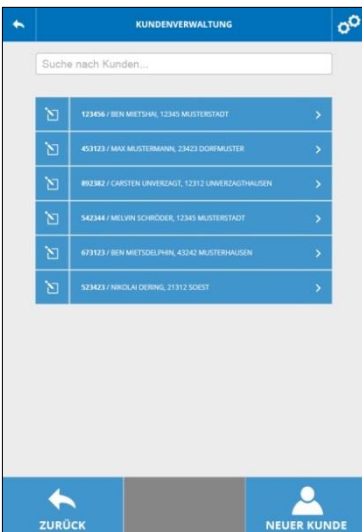 KUNDENVERWALTUNG
Suche nach Kunden...
123456 / BEN MIETSHAI, 12345 MUSTERSTADT
453123 / MAX MUSTERMANN, 23423 DORFMUSTER
892382 / CARSTEN UNVERZAGT, 12312 UNVERZAGTHAUSEN
542344 / MELVIN SCHRÖDER, 12345 MUSTERSTADT
673123 / BEN MIETSDELPHIN, 43242 MUSTERHAUSEN
523423 / NIKOLAI DERING, 21312 SOEST
ZURÜCK
NEUER KUNDE